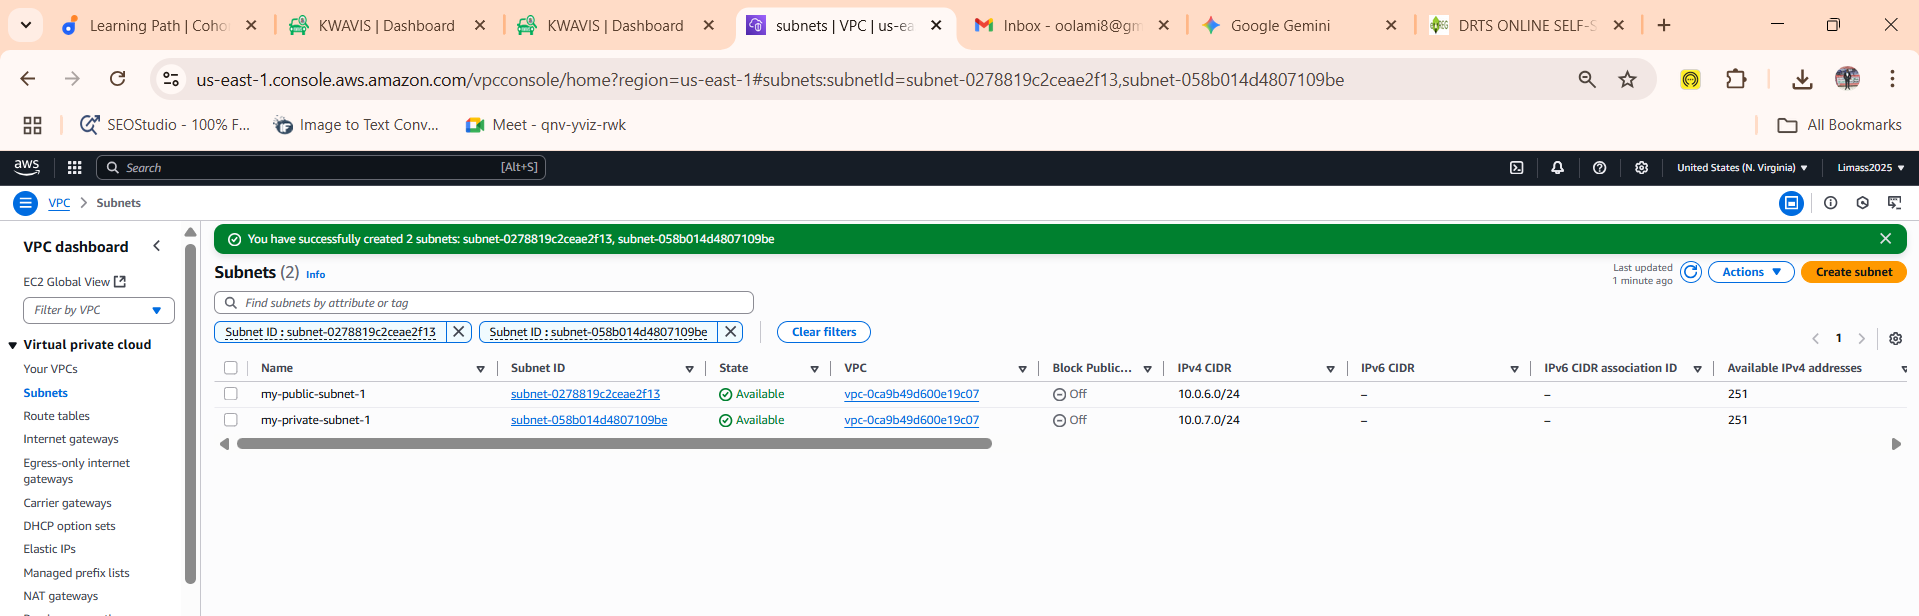 Learning Path | Coho
KWAVIS | Dashboard
KWAVIS | Dashboard
subnets | VPC | us-ea
Inbox - oolami8@gm
Google Gemini
DRTS ONLINE SELF-S
us-east-1.console.aws.amazon.com/vpcconsole/home?region=us-east-1#subnets:subnetId=subnet-0278819c2ceae2f13,subnet-058b014d4807109be
SEOStudio - 100% F...
Image to Text Conv...
Meet - qnv-yviz-rwk
All Bookmarks
aws
Search
[Alt+S]
United States (N. Virginia)
Limass2025
VPC
Subnets
VPC dashboard
EC2 Global View
Filter by VPC
Virtual private cloud
Your VPCs
Subnets
Route tables
Internet gateways
Egress-only internet
gateways
Carrier gateways
DHCP option sets
Elastic IPs
Managed prefix lists
NAT gateways
You have successfully created 2 subnets: subnet-0278819c2ceae2f13, subnet-058b014d4807109be
Subnets (2) Info
Last updated
1 minute ago
Actions
Create subnet
Find subnets by attribute or tag
Subnet ID : subnet-0278819c2ceae2f13
Subnet ID : subnet-058b014d4807109be
Clear filters
1
Name Subnet ID State VPC Block Public... IPv4 CIDR IPv6 CIDR IPv6 CIDR association ID Available IPv4 addresses
my-public-subnet-1 subnet-0278819c2ceae2f13 Available vpc-0ca9b49d600e19c07 Off 10.0.6.0/24 – – 251
my-private-subnet-1 subnet-058b014d4807109be Available vpc-0ca9b49d600e19c07 Off 10.0.7.0/24 – – 251